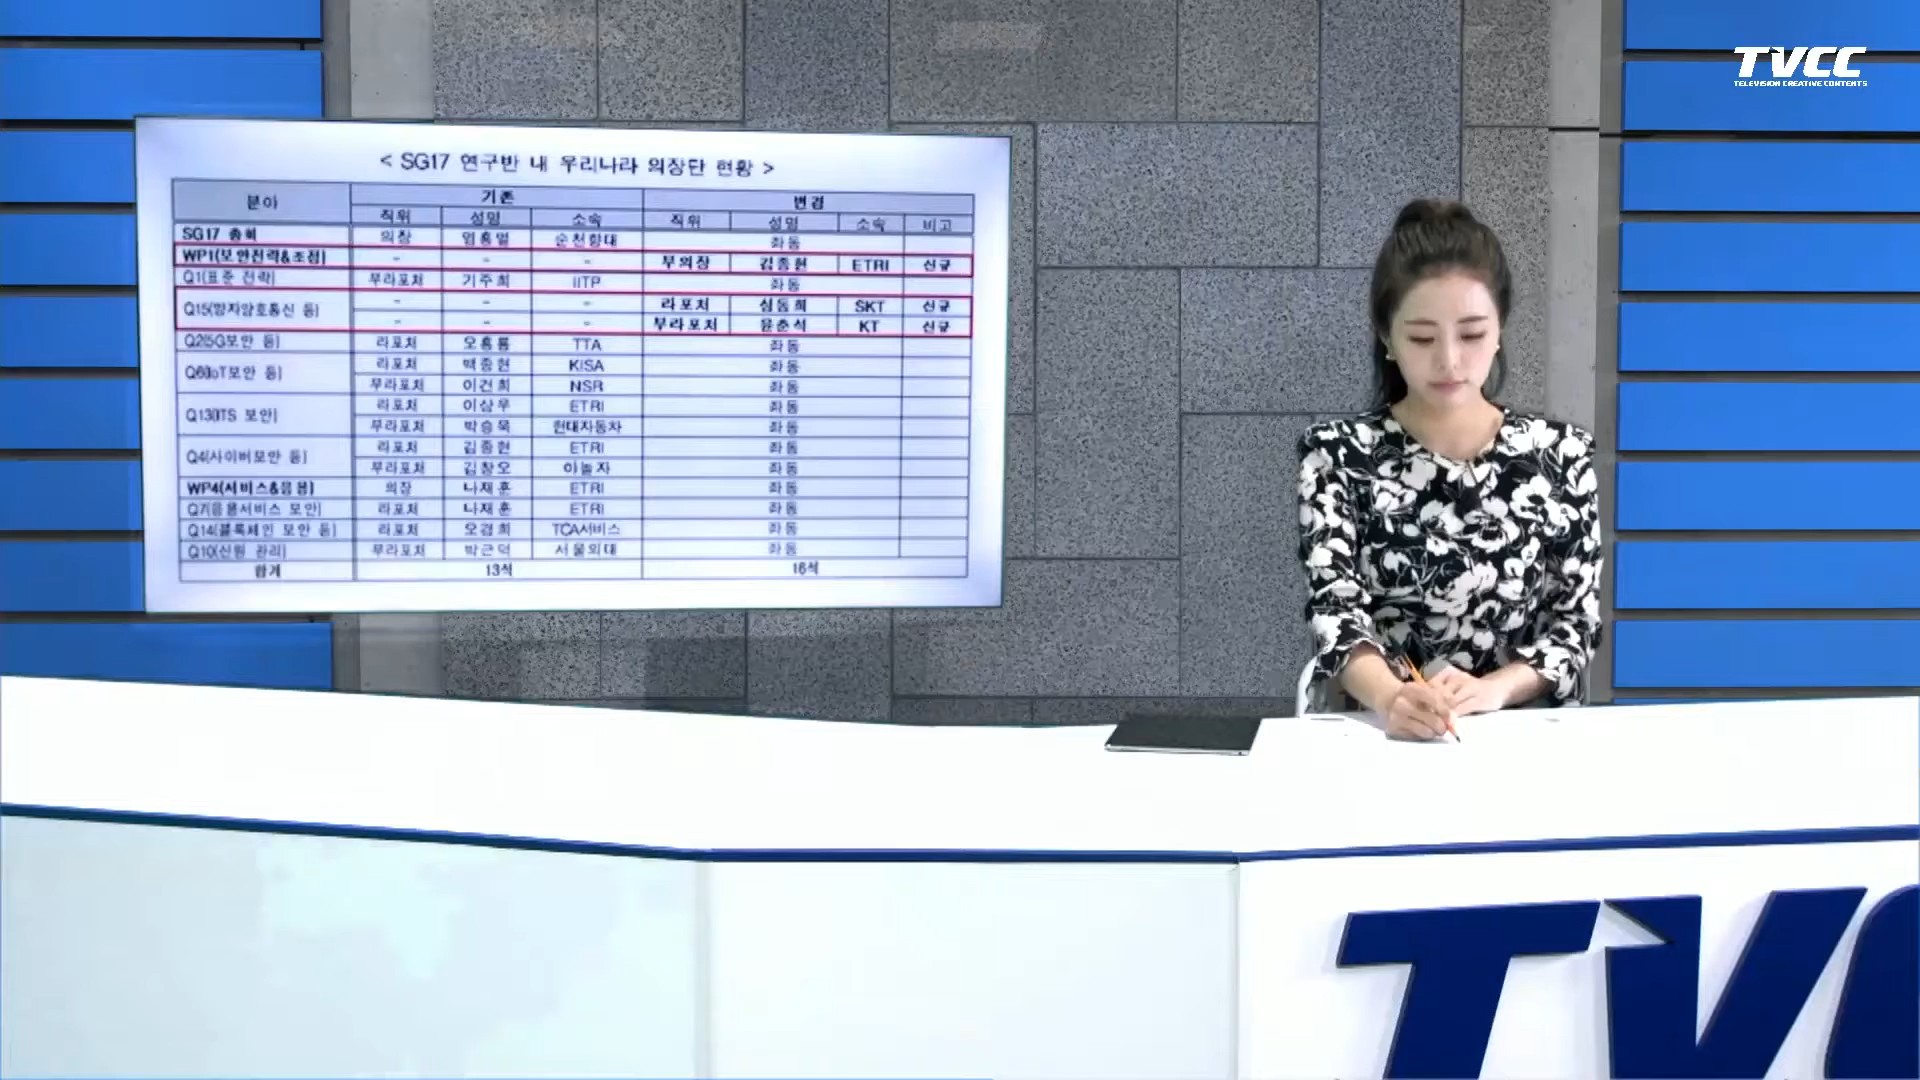 TVCC
TELEVISION CREATIVE CONTENTS
< SG17 연구반 내 우리나라 의장단 현황 >
분야 기존 변경
직위 성명 소속 직위 성명 소속 비고
SG17 총회 의장 염흥열 순천향대 좌동
WP1(보안전략&조정) - - - 부의장 김종현 ETRI 신규
Q1(표준 전략) 부라포처 기주희 IITP 좌동
Q15(양자암호통신 등) - - - 라포처 심동희 SKT 신규
- - - 부라포처 윤춘석 KT 신규
Q2(5G보안 등) 라포처 오흥룡 TTA 좌동
Q6(IoT보안 등) 라포처 백종현 KISA 좌동
부라포처 이건희 NSR 좌동
Q13(ITS 보안) 라포처 이상우 ETRI 좌동
부라포처 박승욱 현대자동차 좌동
Q4(사이버보안 등) 라포처 김종현 ETRI 좌동
부라포처 김창오 야놀자 좌동
WP4(서비스&응용) 의장 나재훈 ETRI 좌동
Q7(응용서비스 보안) 라포처 나재훈 ETRI 좌동
Q14(블록체인 보안 등) 라포처 오경희 TCA서비스 좌동
Q10(신원 관리) 부라포처 박근덕 서울외대 좌동
합계 13석 16석
TVC